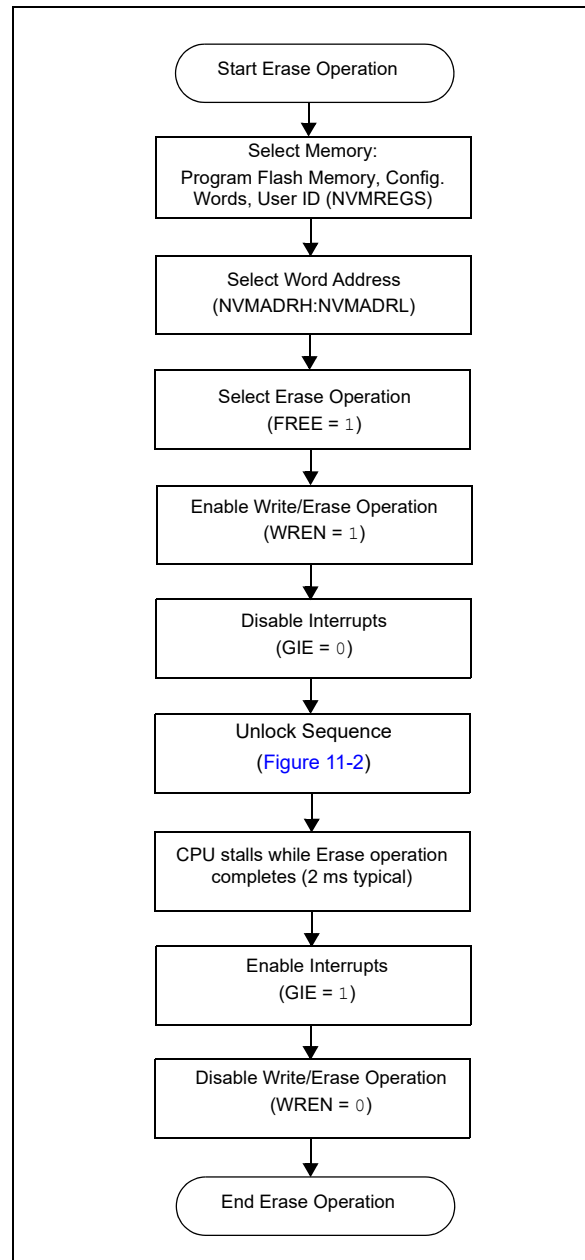 Start Erase Operation
Select Memory:
Program Flash Memory, Config.
Words, User ID (NVMREGS)
Select Word Address
(NVMADRH:NVMADRL)
Select Erase Operation
(FREE = 1)
Enable Write/Erase Operation
(WREN = 1)
Disable Interrupts
(GIE = 0)
Unlock Sequence
(Figure 11-2)
CPU stalls while Erase operation
completes (2 ms typical)
Enable Interrupts
(GIE = 1)
Disable Write/Erase Operation
(WREN = 0)
End Erase Operation